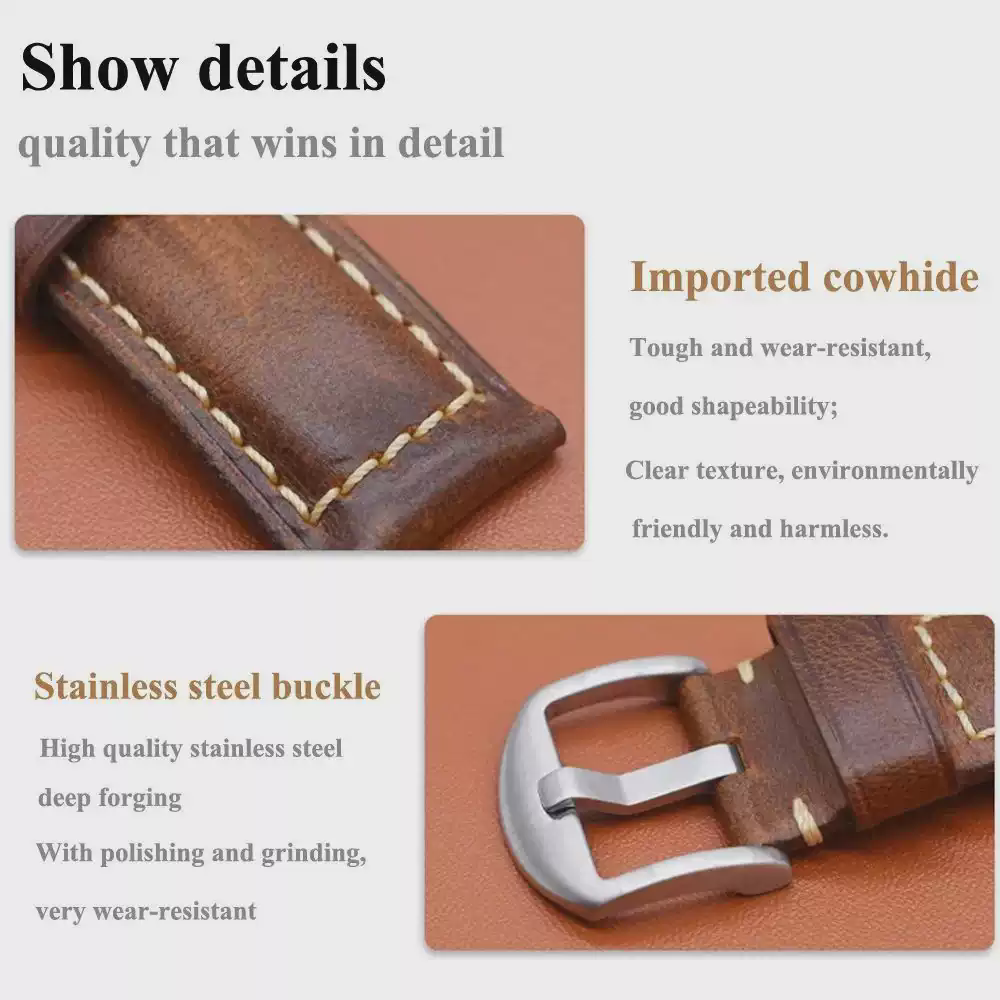 Show details
quality that wins in detail
Imported cowhide
Tough and wear-resistant,
good shapeability;
Clear texture, environmentally
friendly and harmless.
Stainless steel buckle
High quality stainless steel
deep forging
With polishing and grinding,
very wear-resistant